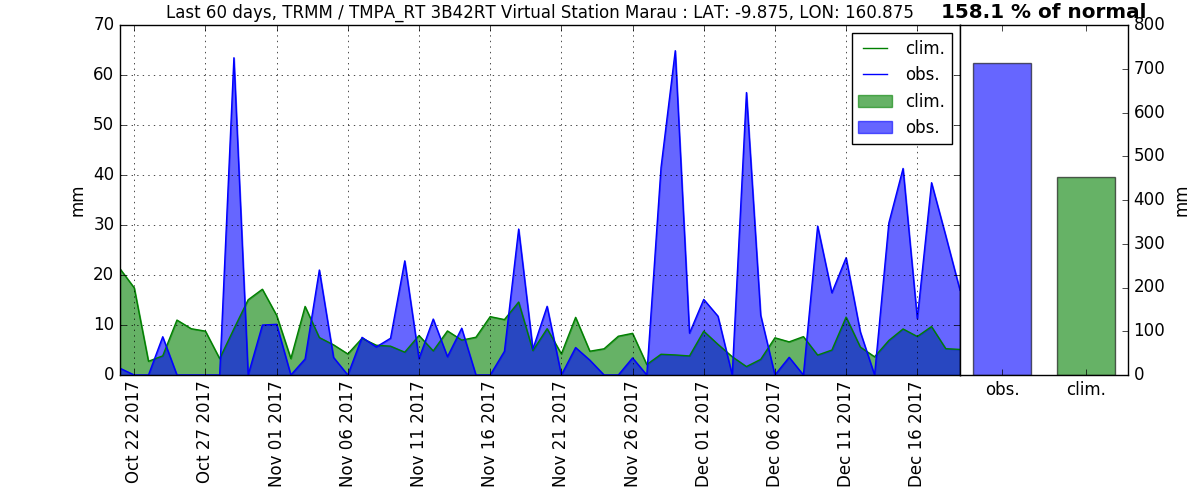 Last 60 days, TRMM / TMPA_RT 3B42RT Virtual Station Marau : LAT: -9.875, LON: 160.875
158.1 % of normal
70
60
50
40
30
20
10
0
mm
clim.
obs.
clim.
obs.
800
700
600
500
400
300
200
100
0
mm
Oct 22 2017
Oct 27 2017
Nov 01 2017
Nov 06 2017
Nov 11 2017
Nov 16 2017
Nov 21 2017
Nov 26 2017
Dec 01 2017
Dec 06 2017
Dec 11 2017
Dec 16 2017
obs.
clim.